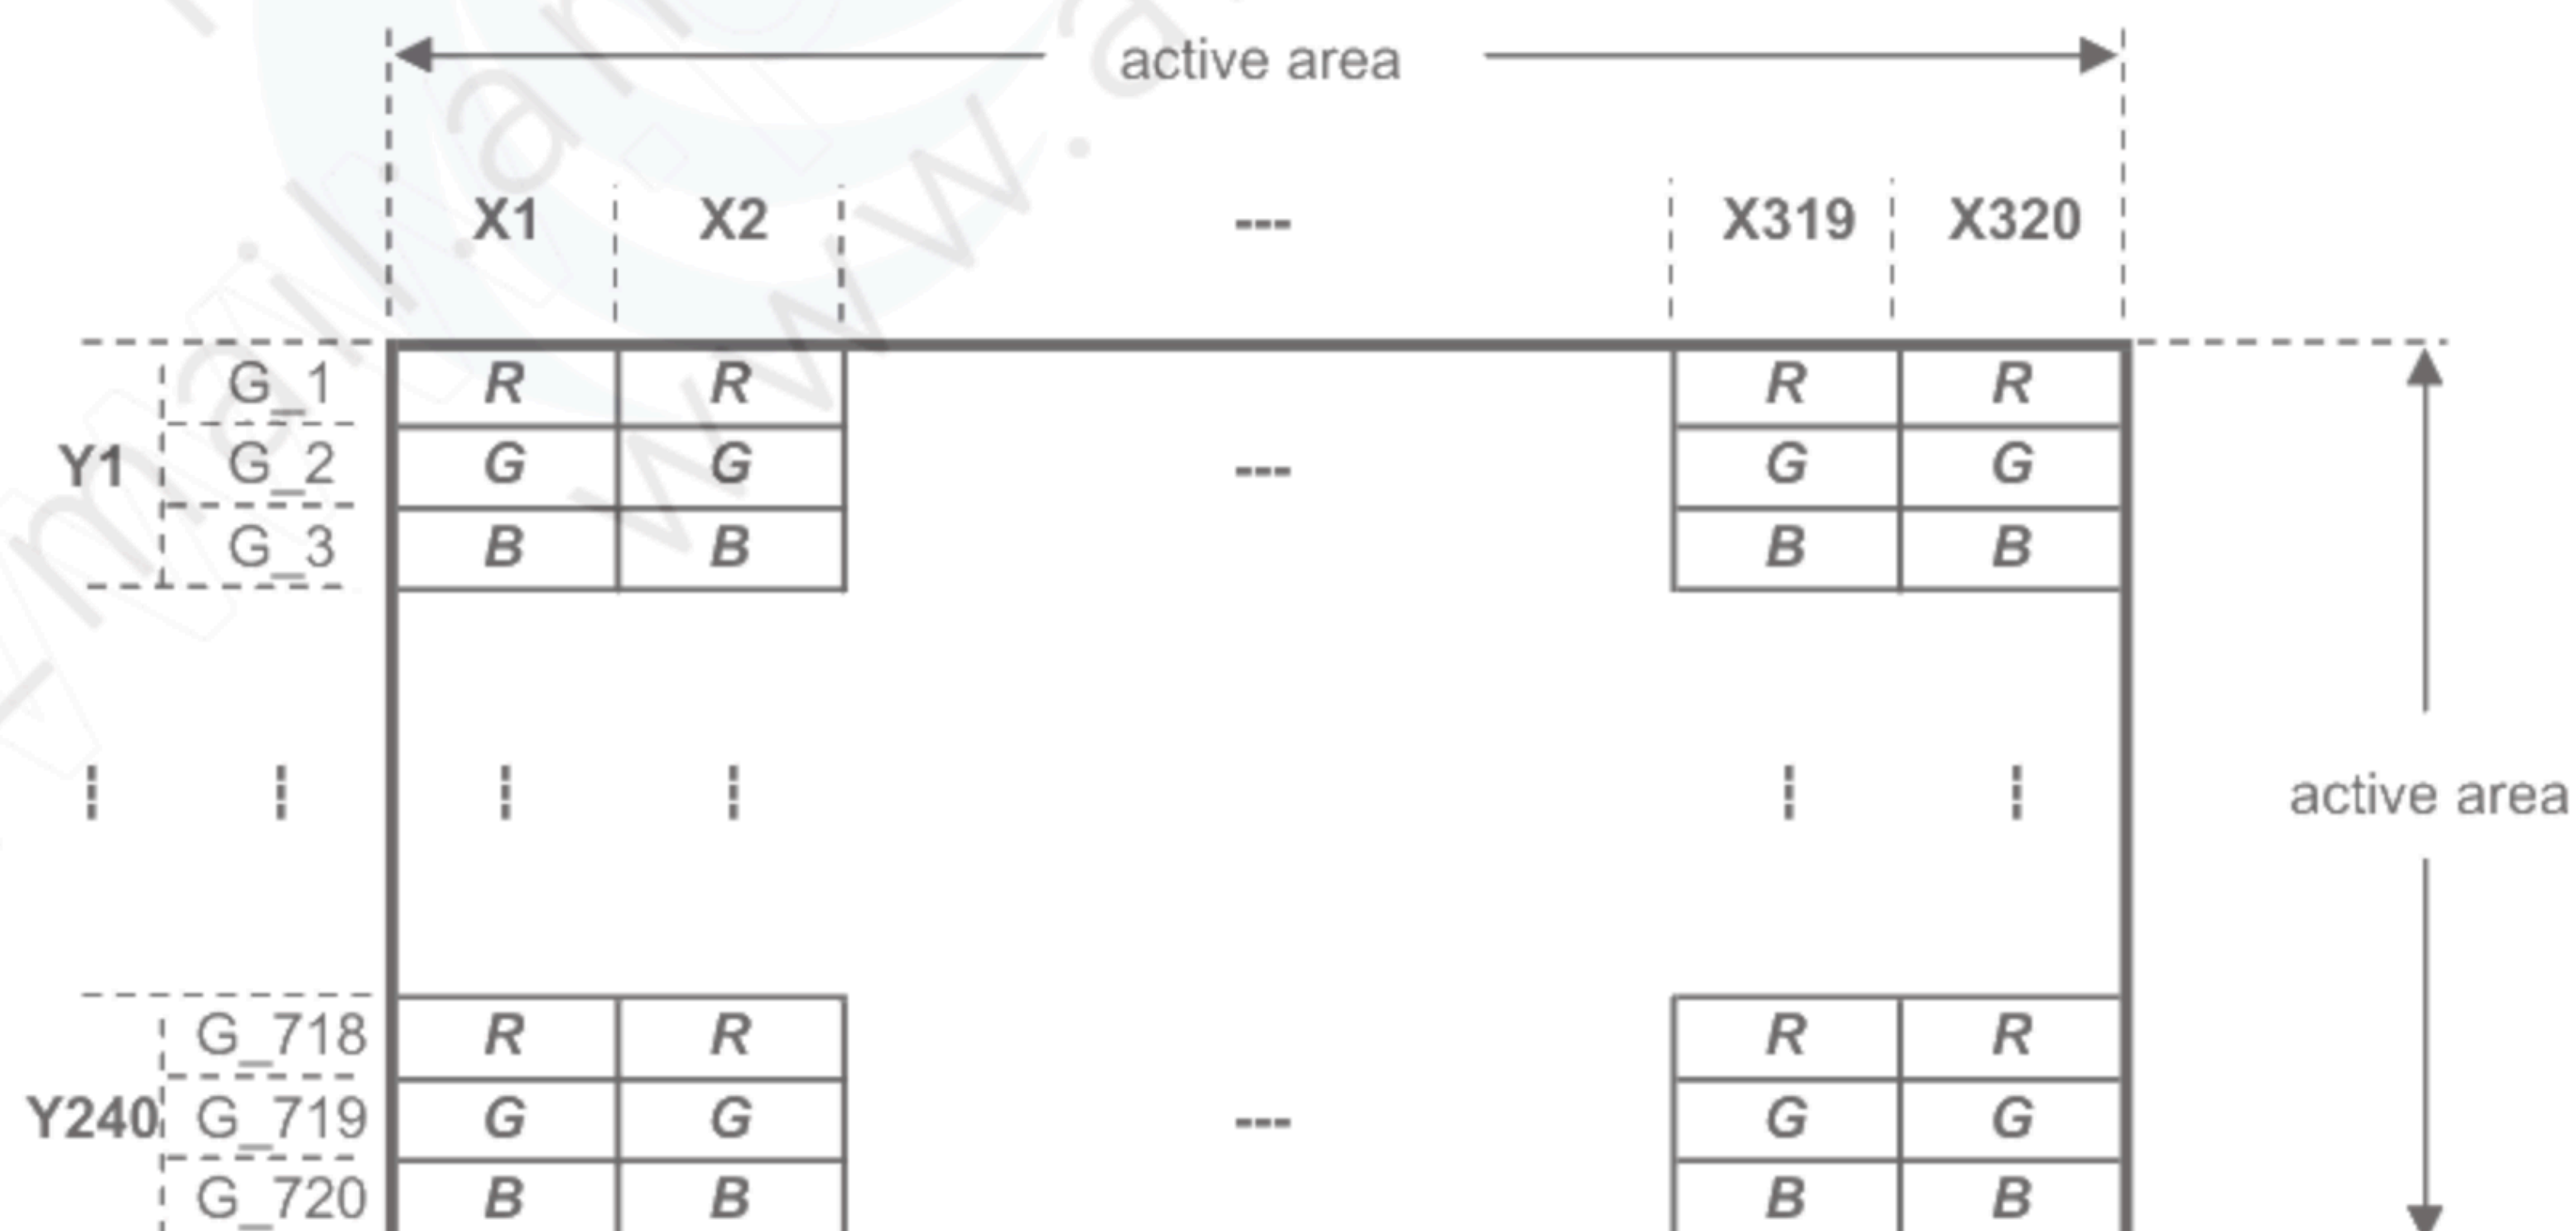 active area
X1 X2 --- X319 X320
G_1 R R R R
Y1 G_2 G G --- G G
G_3 B B B B
active area
G_718 R R R R
Y240 G_719 G G --- G G
G_720 B B B B